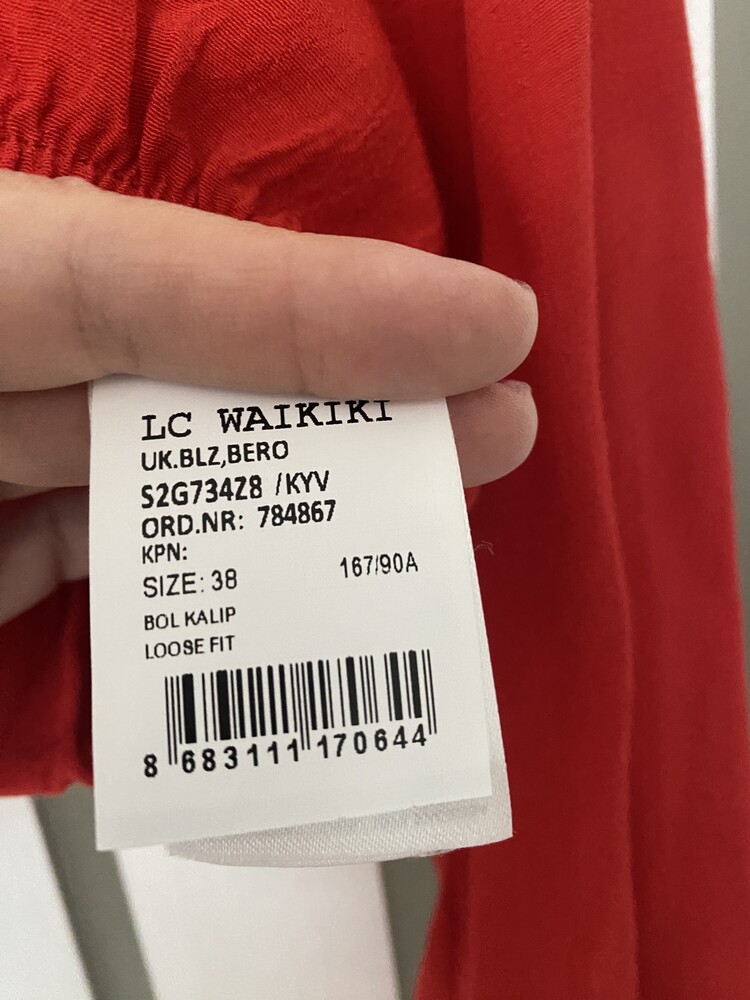 LC WAIKIKI
UK.BLZ,BERO
S2G734Z8 /KYV
ORD.NR: 784867
KPN:
SIZE: 38 167/90A
BOL KALIP
LOOSE FIT
8 683111 170644